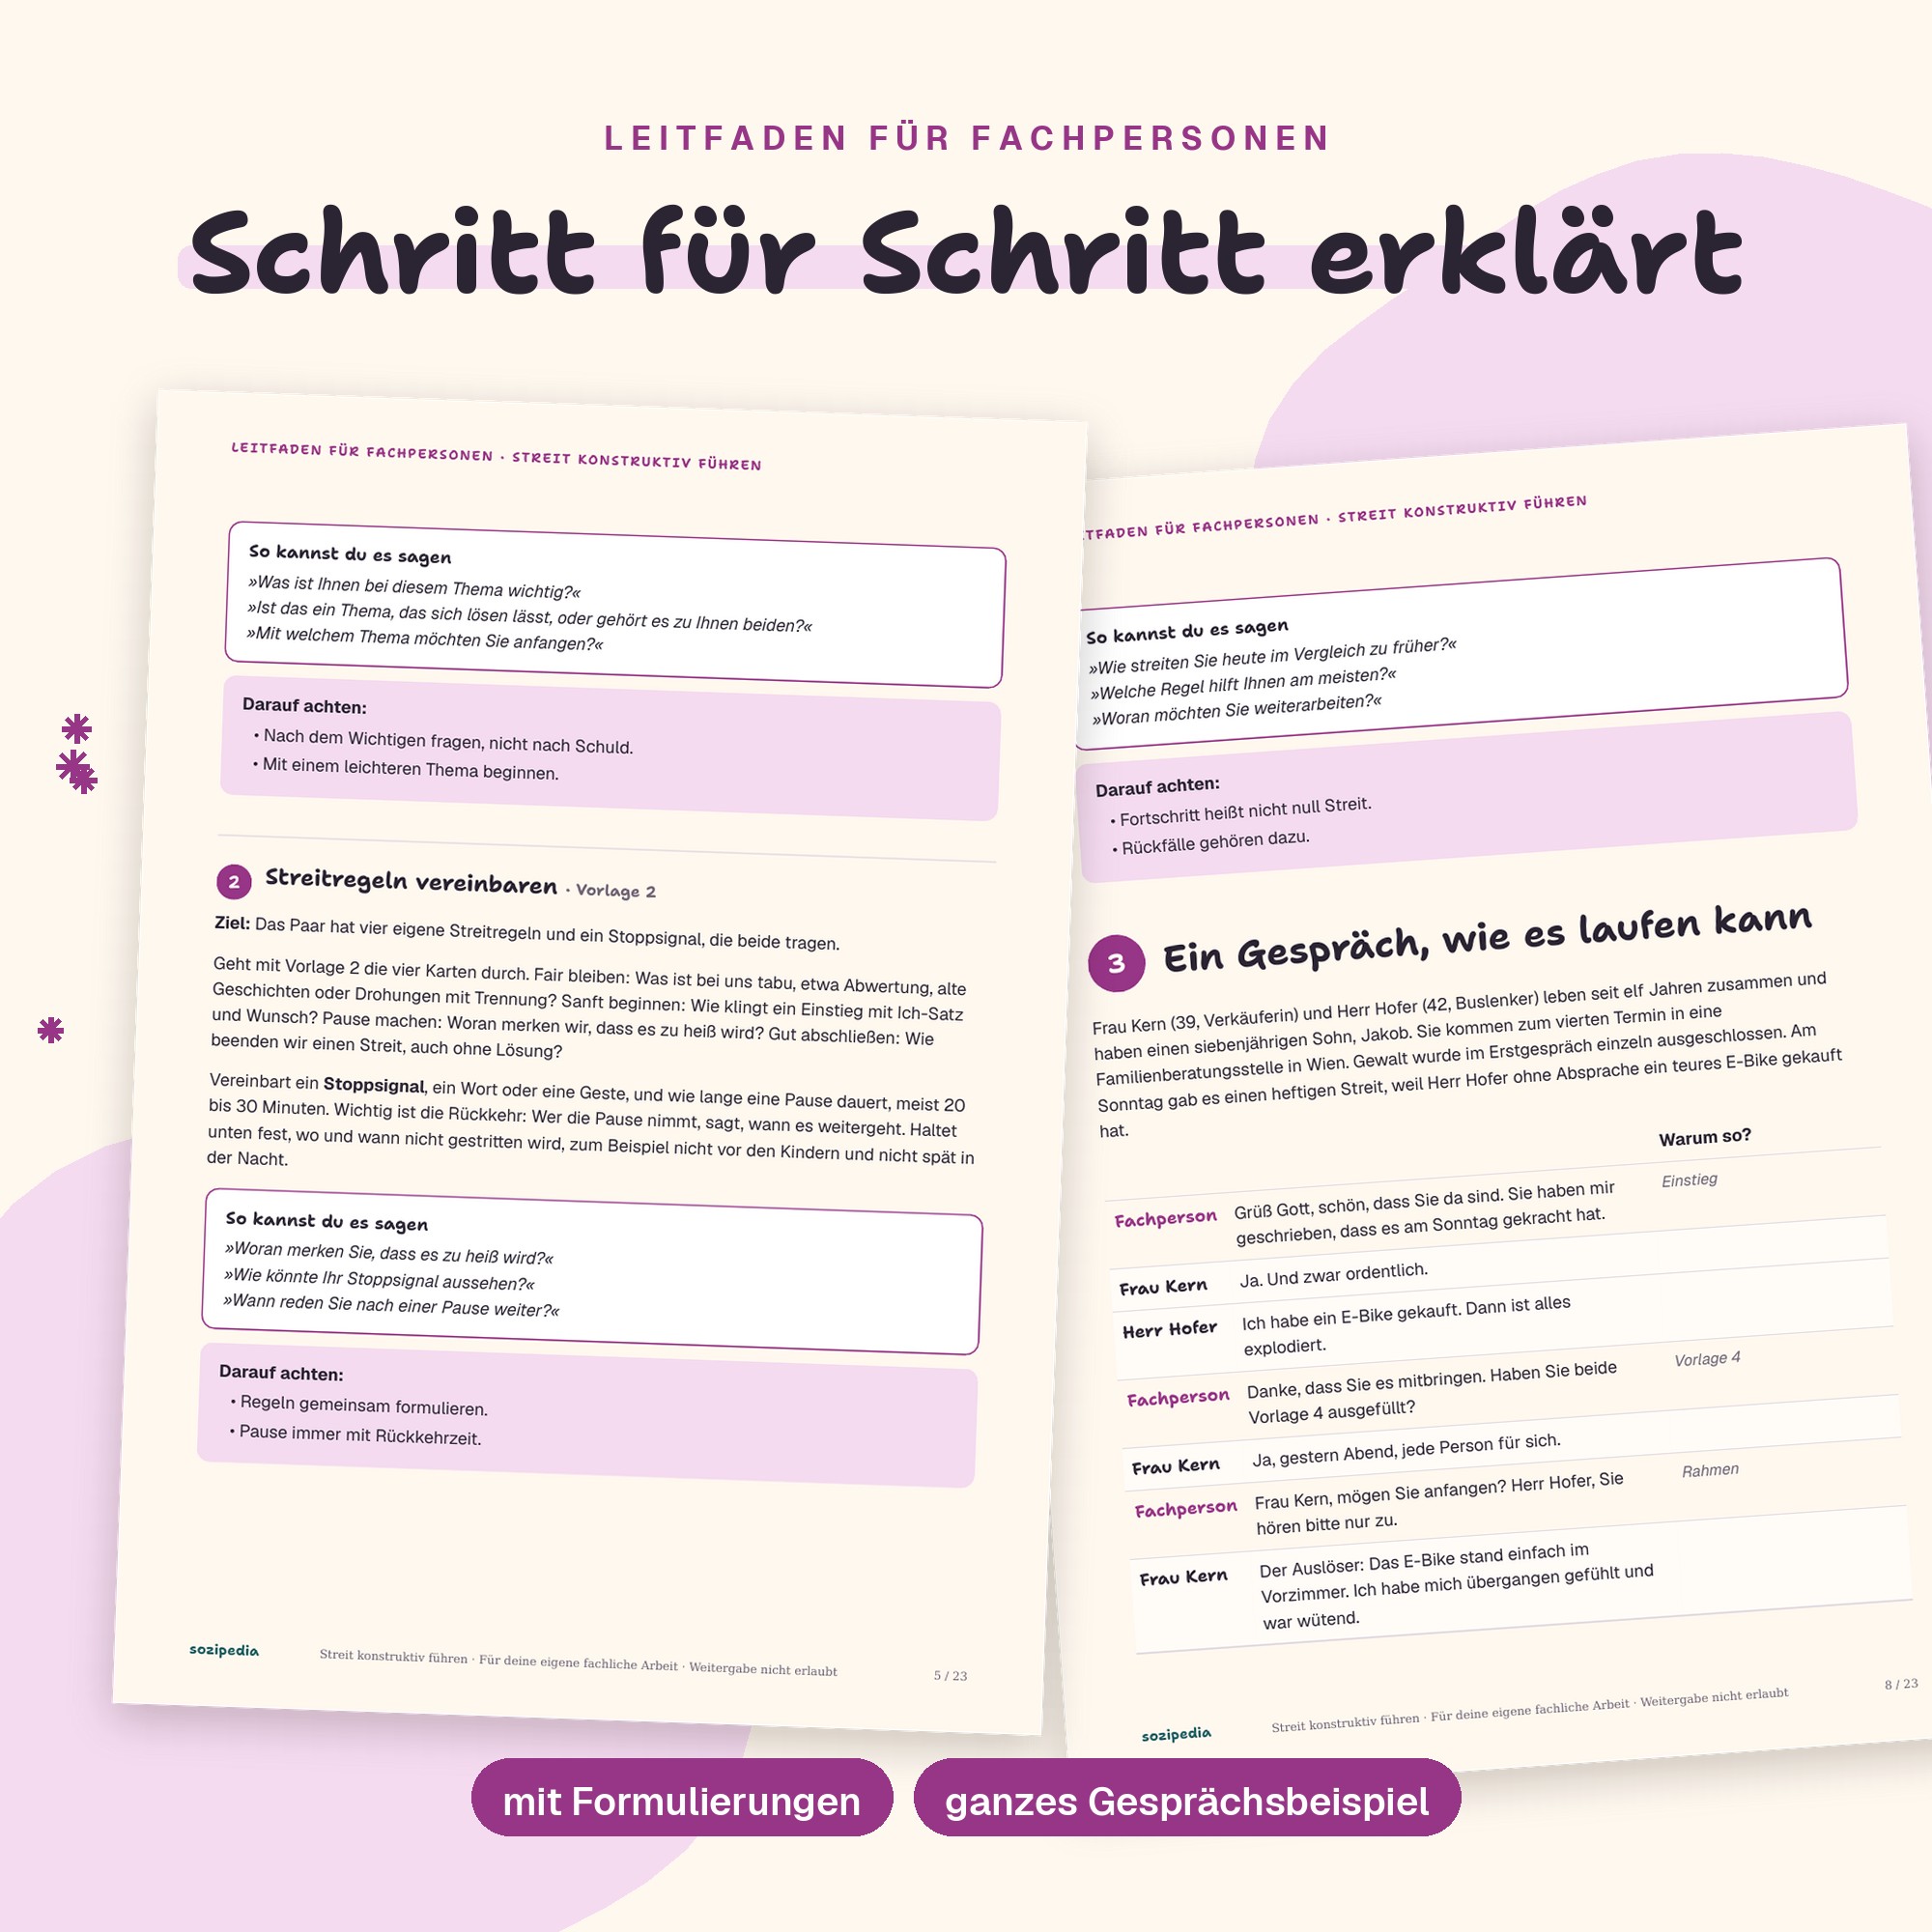 LEITFADEN FÜR FACHPERSONEN
Schritt für Schritt erklärt
LEITFADEN FÜR FACHPERSONEN · STREIT KONSTRUKTIV FÜHREN
So kannst du es sagen
»Was ist Ihnen bei diesem Thema wichtig?«
»Ist das ein Thema, das sich lösen lässt, oder gehört es zu Ihnen beiden?«
»Mit welchem Thema möchten Sie anfangen?«
Darauf achten:
• Nach dem Wichtigen fragen, nicht nach Schuld.
• Mit einem leichteren Thema beginnen.
2 Streitregeln vereinbaren · Vorlage 2
Ziel: Das Paar hat vier eigene Streitregeln und ein Stoppsignal, die beide tragen.
Geht mit Vorlage 2 die vier Karten durch. Fair bleiben: Was ist bei uns tabu, etwa Abwertung, alte
Geschichten oder Drohungen mit Trennung? Sanft beginnen: Wie klingt ein Einstieg mit Ich-Satz
und Wunsch? Pause machen: Woran merken wir, dass es zu heiß wird? Gut abschließen: Wie
beenden wir einen Streit, auch ohne Lösung?
Vereinbart ein Stoppsignal, ein Wort oder eine Geste, und wie lange eine Pause dauert, meist 20
bis 30 Minuten. Wichtig ist die Rückkehr: Wer die Pause nimmt, sagt, wann es weitergeht. Haltet
unten fest, wo und wann nicht gestritten wird, zum Beispiel nicht vor den Kindern und nicht spät in
der Nacht.
So kannst du es sagen
»Woran merken Sie, dass es zu heiß wird?«
»Wie könnte Ihr Stoppsignal aussehen?«
»Wann reden Sie nach einer Pause weiter?«
Darauf achten:
• Regeln gemeinsam formulieren.
• Pause immer mit Rückkehrzeit.
sozipedia Streit konstruktiv führen · Für deine eigene fachliche Arbeit · Weitergabe nicht erlaubt 5 / 23
TFADEN FÜR FACHPERSONEN · STREIT KONSTRUKTIV FÜHREN
So kannst du es sagen
»Wie streiten Sie heute im Vergleich zu früher?«
»Welche Regel hilft Ihnen am meisten?«
»Woran möchten Sie weiterarbeiten?«
Darauf achten:
• Fortschritt heißt nicht null Streit.
• Rückfälle gehören dazu.
3 Ein Gespräch, wie es laufen kann
Frau Kern (39, Verkäuferin) und Herr Hofer (42, Buslenker) leben seit elf Jahren zusammen und
haben einen siebenjährigen Sohn, Jakob. Sie kommen zum vierten Termin in eine
Familienberatungsstelle in Wien. Gewalt wurde im Erstgespräch einzeln ausgeschlossen. Am
Sonntag gab es einen heftigen Streit, weil Herr Hofer ohne Absprache ein teures E-Bike gekauft
hat.
Warum so?
Fachperson Grüß Gott, schön, dass Sie da sind. Sie haben mir Einstieg
geschrieben, dass es am Sonntag gekracht hat.
Frau Kern Ja. Und zwar ordentlich.
Herr Hofer Ich habe ein E-Bike gekauft. Dann ist alles
explodiert.
Fachperson Danke, dass Sie es mitbringen. Haben Sie beide Vorlage 4
Vorlage 4 ausgefüllt?
Frau Kern Ja, gestern Abend, jede Person für sich.
Fachperson Frau Kern, mögen Sie anfangen? Herr Hofer, Sie Rahmen
hören bitte nur zu.
Frau Kern Der Auslöser: Das E-Bike stand einfach im
Vorzimmer. Ich habe mich übergangen gefühlt und
war wütend.
sozipedia Streit konstruktiv führen · Für deine eigene fachliche Arbeit · Weitergabe nicht erlaubt 8 / 23
mit Formulierungen
ganzes Gesprächsbeispiel